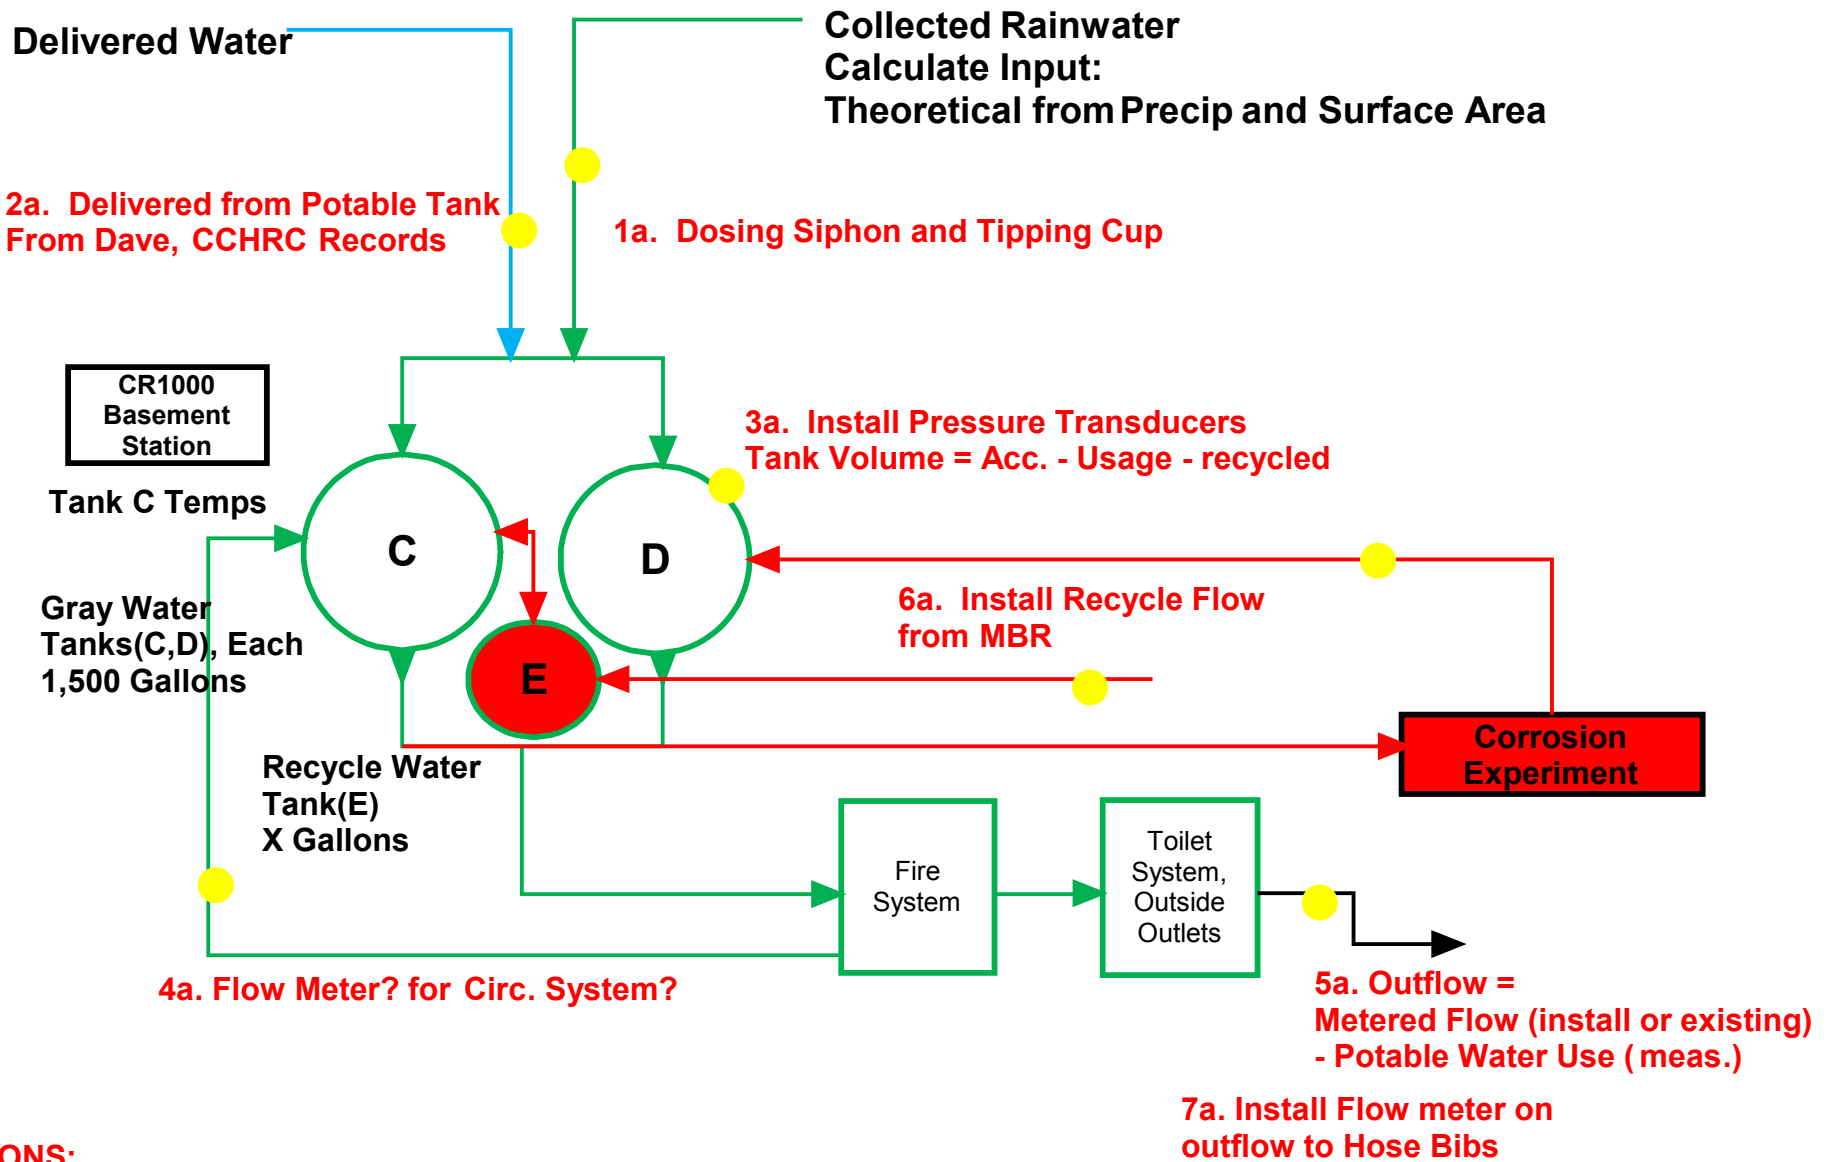 Delivered Water
Collected Rainwater
Calculate Input:
Theoretical from Precip and Surface Area
2a. Delivered from Potable Tank
From Dave, CCHRC Records
1a. Dosing Siphon and Tipping Cup
CR1000
Basement
Station
3a. Install Pressure Transducers
Tank Volume = Acc. - Usage - recycled
Tank C Temps
C
D
Gray Water
Tanks(C,D), Each
1,500 Gallons
6a. Install Recycle Flow
from MBR
E
Corrosion
Experiment
Recycle Water
Tank(E)
X Gallons
Fire
System
Toilet
System,
Outside
Outlets
4a. Flow Meter? for Circ. System?
5a. Outflow =
Metered Flow (install or existing)
- Potable Water Use (meas.)
7a. Install Flow meter on
outflow to Hose Bibs
ONS: